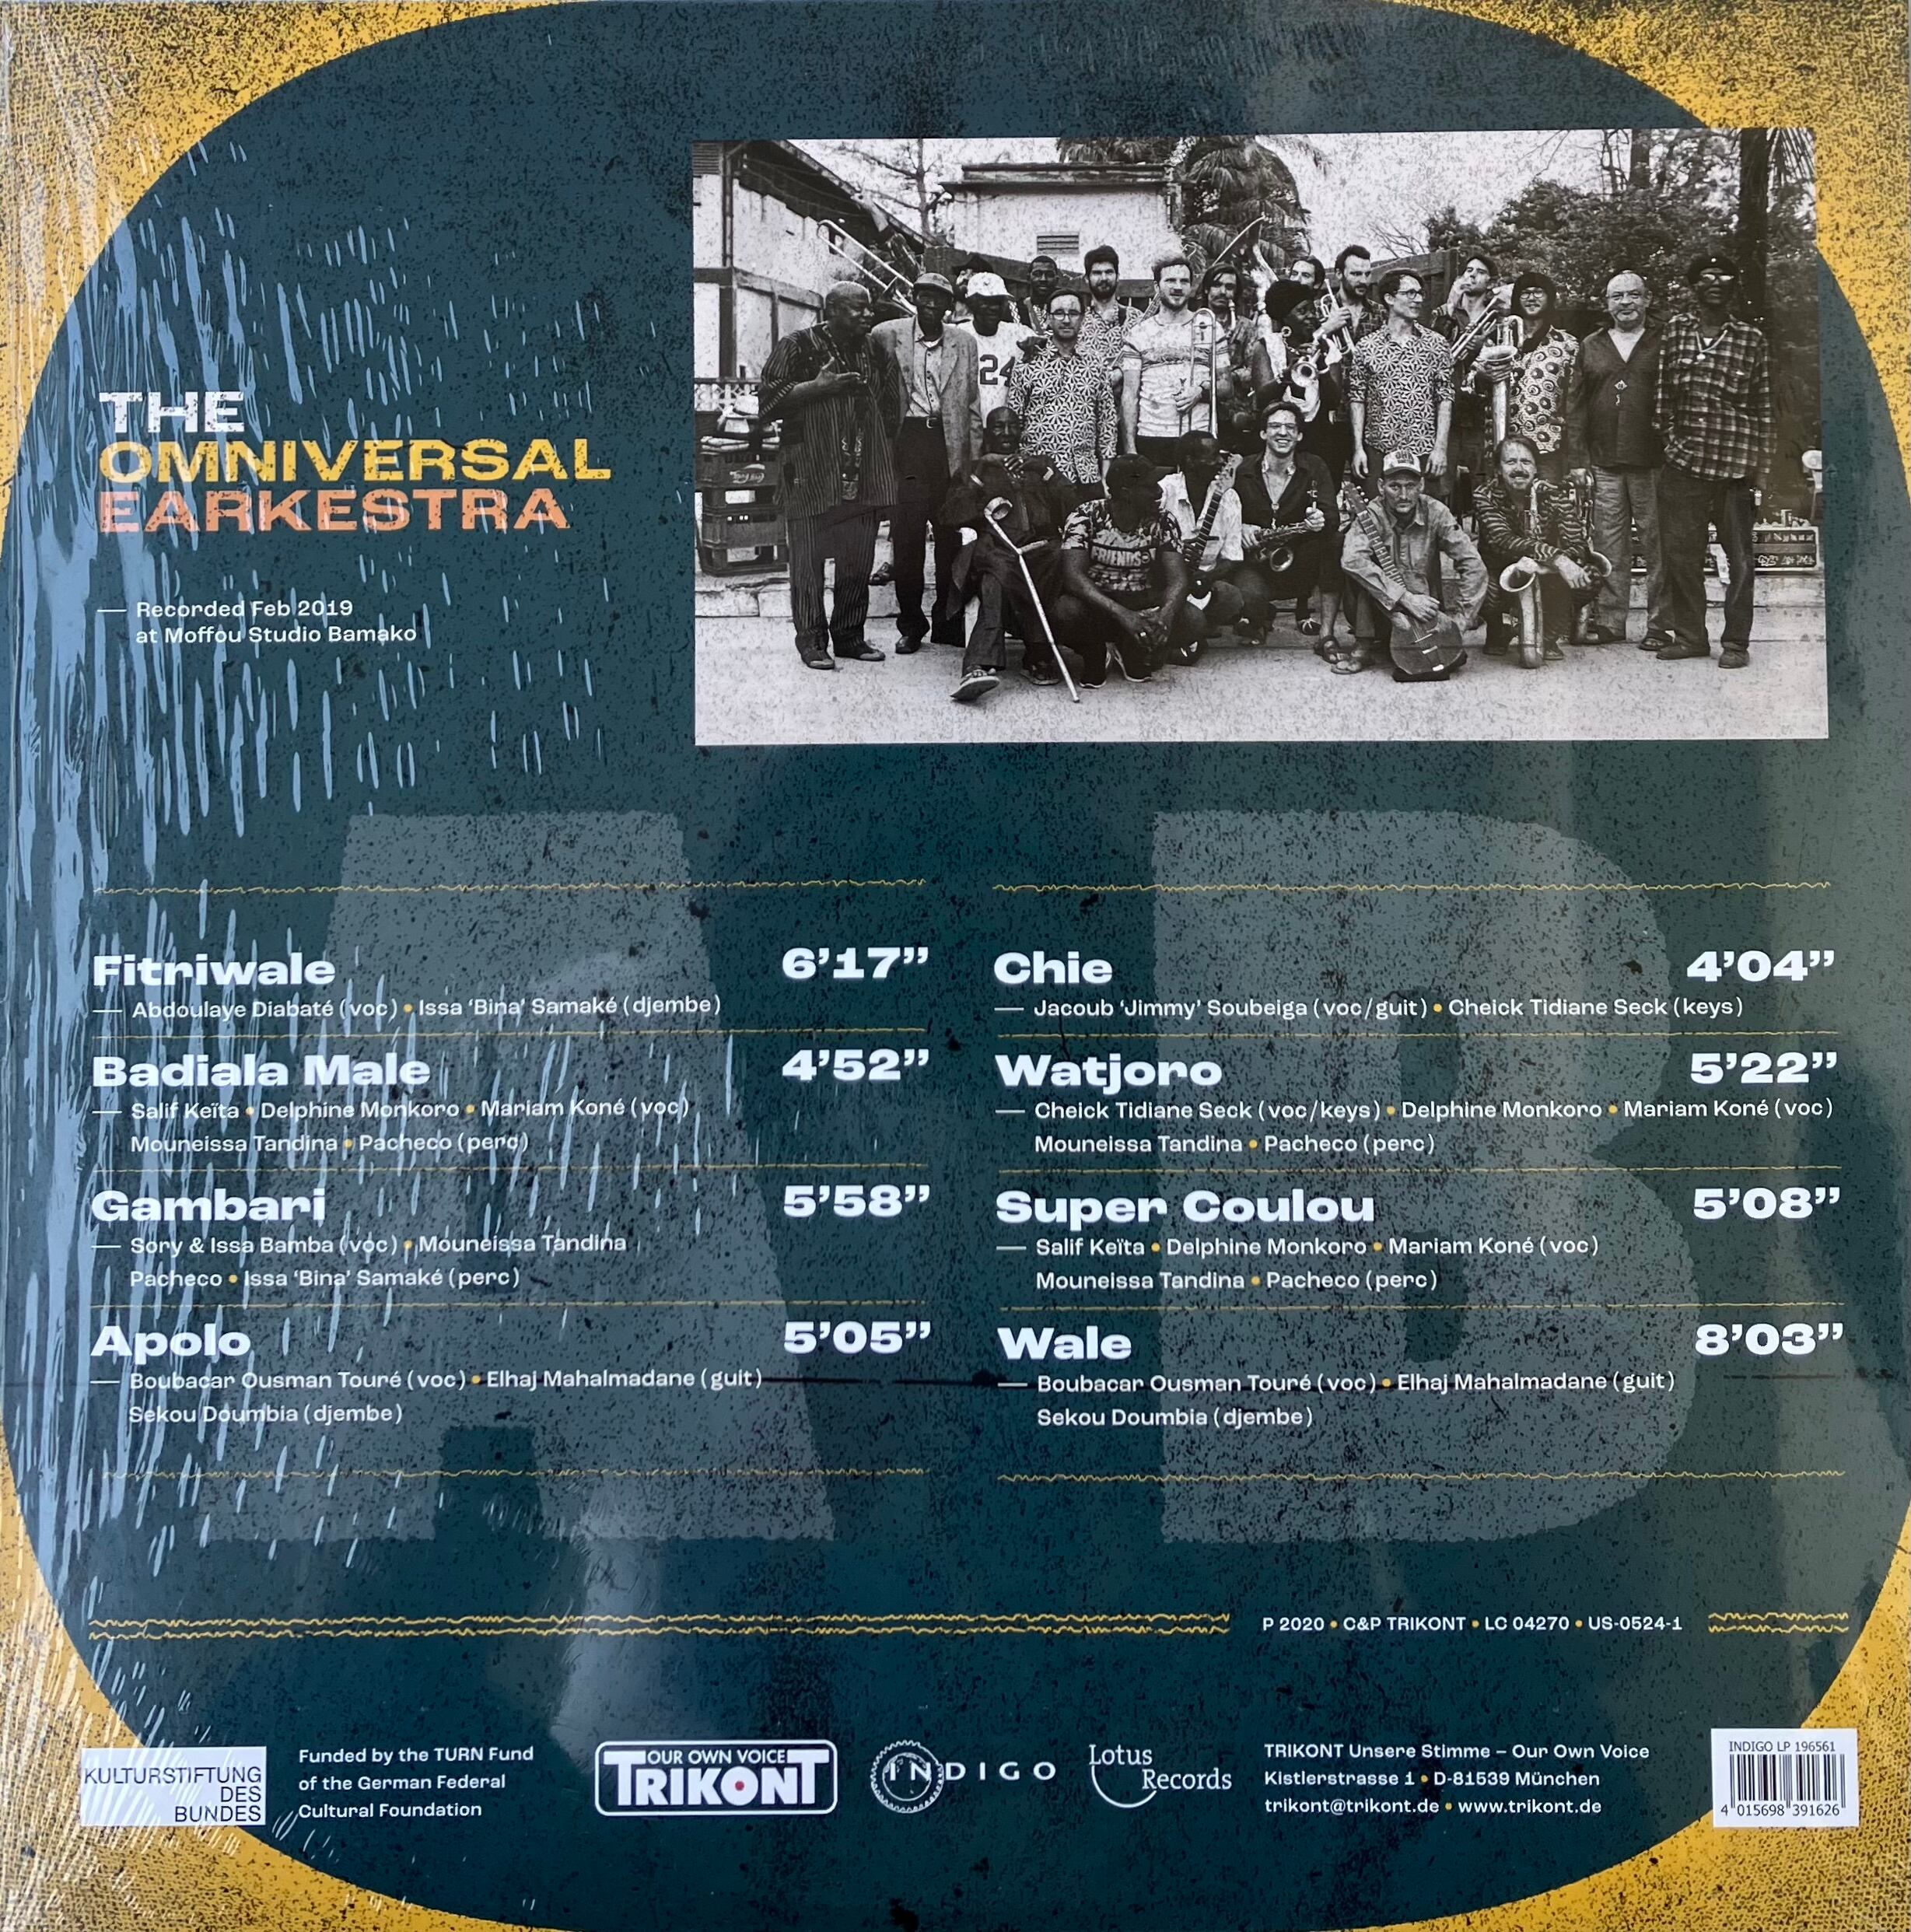 THE
OMNIVERSAL
EARKESTRA
— Recorded Feb 2019
at Moffou Studio Bamako
24
FRIENDS
Fitriwale 6’17”
— Abdoulaye Diabaté (voc) • Issa ‘Bina’ Samaké (djembe)
Badiala Male 4’52”
— Salif Keïta • Delphine Monkoro • Mariam Koné (voc)
Mouneissa Tandina • Pacheco (perc)
Gambari 5’58”
— Sory & Issa Bamba (voc) • Mouneissa Tandina
Pacheco • Issa ‘Bina’ Samaké (perc)
Apolo 5’05”
— Boubacar Ousman Touré (voc) • Elhaj Mahalmadane (guit)
Sekou Doumbia (djembe)
A
Chie 4’04”
— Jacoub ‘Jimmy’ Soubeiga (voc/guit) • Cheick Tidiane Seck (keys)
Watjoro 5’22”
— Cheick Tidiane Seck (voc/keys) • Delphine Monkoro • Mariam Koné (voc)
Mouneissa Tandina • Pacheco (perc)
Super Coulou 5’08”
— Salif Keïta • Delphine Monkoro • Mariam Koné (voc)
Mouneissa Tandina • Pacheco (perc)
Wale 8’03”
— Boubacar Ousman Touré (voc) • Elhaj Mahalmadane (guit)
Sekou Doumbia (djembe)
B
P 2020 • C&P TRIKONT • LC 04270 • US-0524-1
KULTURSTIFTUNG
DES
BUNDES
Funded by the TURN Fund
of the German Federal
Cultural Foundation
OUR OWN VOICE
TRIKONT
INDIGO
Lotus
Records
TRIKONT Unsere Stimme – Our Own Voice
Kistlerstrasse 1 • D-81539 München
trikont@trikont.de • www.trikont.de
INDIGO LP 196561
4 015698 391626